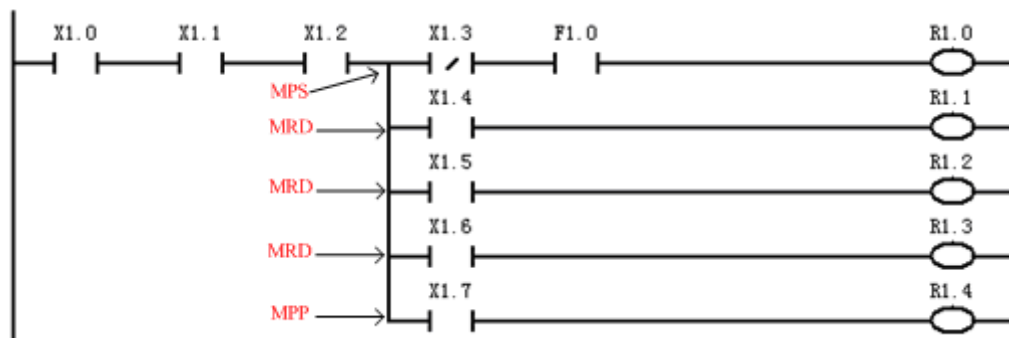 X1.0 X1.1 X1.2 X1.3 F1.0 R1.0
MPS
X1.4 R1.1
MRD
X1.5 R1.2
MRD
X1.6 R1.3
MRD
X1.7 R1.4
MPP